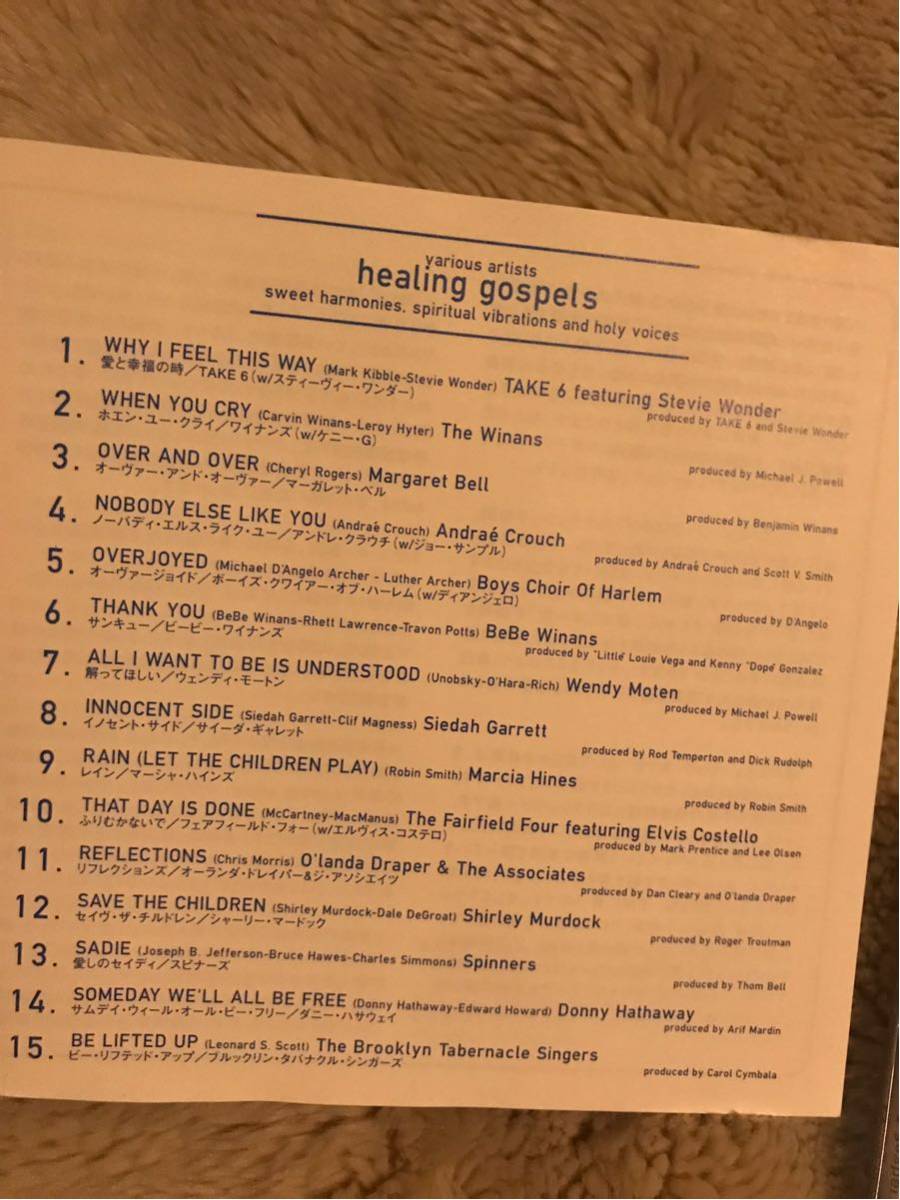 various artists
healing gospels
sweet harmonies. spiritual vibrations and holy voices
1. WHY I FEEL THIS WAY (Mark Kibble-Stevie Wonder) TAKE 6 featuring Stevie Wonder
愛と幸福の時／TAKE 6（w/スティーヴィー・ワンダー）
produced by TAKE 6 and Stevie Wonder
2. WHEN YOU CRY (Carvin Winans-Leroy Hyter) The Winans
ホエン・ユー・クライ／ワイナンズ（w/ケニー・G）
produced by Michael J. Powell
3. OVER AND OVER (Cheryl Rogers) Margaret Bell
オーヴァー・アンド・オーヴァー／マーガレット・ベル
produced by Benjamin Winans
4. NOBODY ELSE LIKE YOU (Andraé Crouch) Andraé Crouch
ノーバディ・エルス・ライク・ユー／アンドレ・クラウチ（w/ジョー・サンプル）
produced by Andraé Crouch and Scott V. Smith
5. OVERJOYED (Michael D'Angelo Archer - Luther Archer) Boys Choir Of Harlem
オーヴァージョイド／ボーイズ・クワイアー・オブ・ハーレム（w/ディアンジェロ）
produced by D'Angelo
6. THANK YOU (BeBe Winans-Rhett Lawrence-Travon Potts) BeBe Winans
サンキュー／ビービー・ワイナンズ
produced by "Little" Louie Vega and Kenny "Dope" Gonzalez
7. ALL I WANT TO BE IS UNDERSTOOD (Unobsky-O'Hara-Rich) Wendy Moten
解ってほしい／ウェンディ・モートン
produced by Michael J. Powell
8. INNOCENT SIDE (Siedah Garrett-Clif Magness) Siedah Garrett
イノセント・サイド／サイーダ・ギャレット
produced by Rod Temperton and Dick Rudolph
9. RAIN (LET THE CHILDREN PLAY) (Robin Smith) Marcia Hines
レイン／マーシャ・ハインズ
produced by Robin Smith
10. THAT DAY IS DONE (McCartney-MacManus) The Fairfield Four featuring Elvis Costello
ふりむかないで／フェアフィールド・フォー（w/エルヴィス・コステロ）
produced by Mark Prentice and Lee Olsen
11. REFLECTIONS (Chris Morris) O'landa Draper & The Associates
リフレクションズ／オーランダ・ドレイパー&ジ・アソシエイツ
produced by Dan Cleary and O'landa Draper
12. SAVE THE CHILDREN (Shirley Murdock-Dale DeGroat) Shirley Murdock
セイヴ・ザ・チルドレン／シャーリー・マードック
produced by Roger Troutman
13. SADIE (Joseph B. Jefferson-Bruce Hawes-Charles Simmons) Spinners
愛しのセイディ／スピナーズ
produced by Thom Bell
14. SOMEDAY WE'LL ALL BE FREE (Donny Hathaway-Edward Howard) Donny Hathaway
サムデイ・ウィール・オール・ビー・フリー／ダニー・ハサウェイ
produced by Arif Mardin
15. BE LIFTED UP (Leonard S. Scott) The Brooklyn Tabernacle Singers
ビー・リフテッド・アップ／ブルックリン・タバナクル・シンガーズ
produced by Carol Cymbala